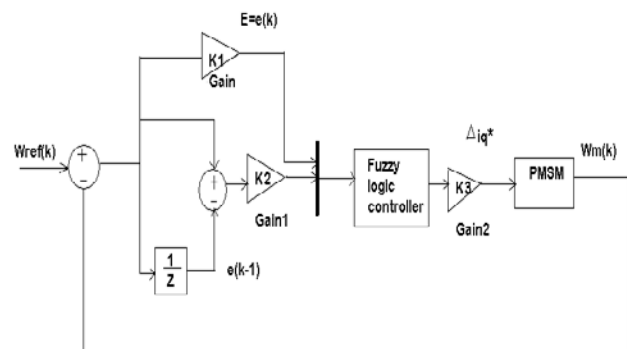 E=e(k)
K1
Gain
Wref(k)
+
-
+
-
K2
Gain1
1
Z
e(k-1)
Fuzzy
logic
controller
Δiq*
K3
Gain2
PMSM
Wm(k)